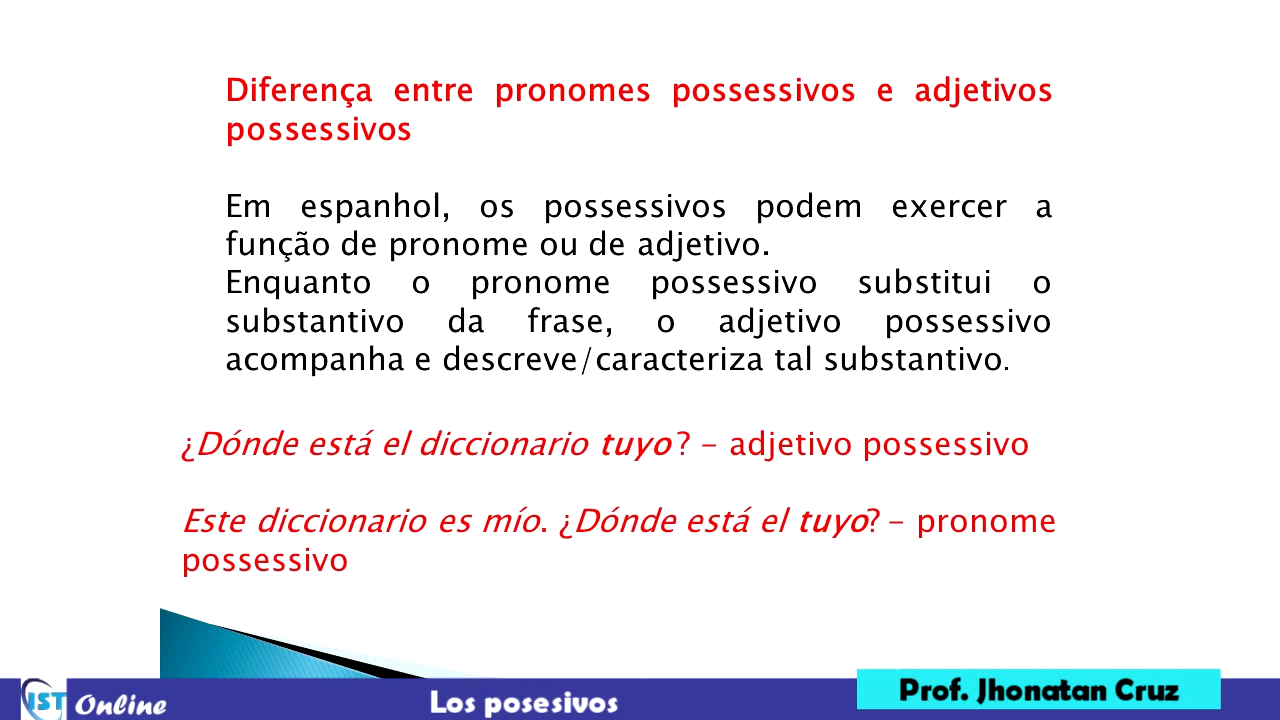 Diferença entre pronomes possessivos e adjetivos
possessivos
Em espanhol, os possessivos podem exercer a
função de pronome ou de adjetivo.
Enquanto o pronome possessivo substitui o
substantivo da frase, o adjetivo possessivo
acompanha e descreve/caracteriza tal substantivo.
¿Dónde está el diccionario tuyo? - adjetivo possessivo
Este diccionario es mío. ¿Dónde está el tuyo? - pronome
possessivo
IST Online
Los posesivos
Prof. Jhonatan Cruz